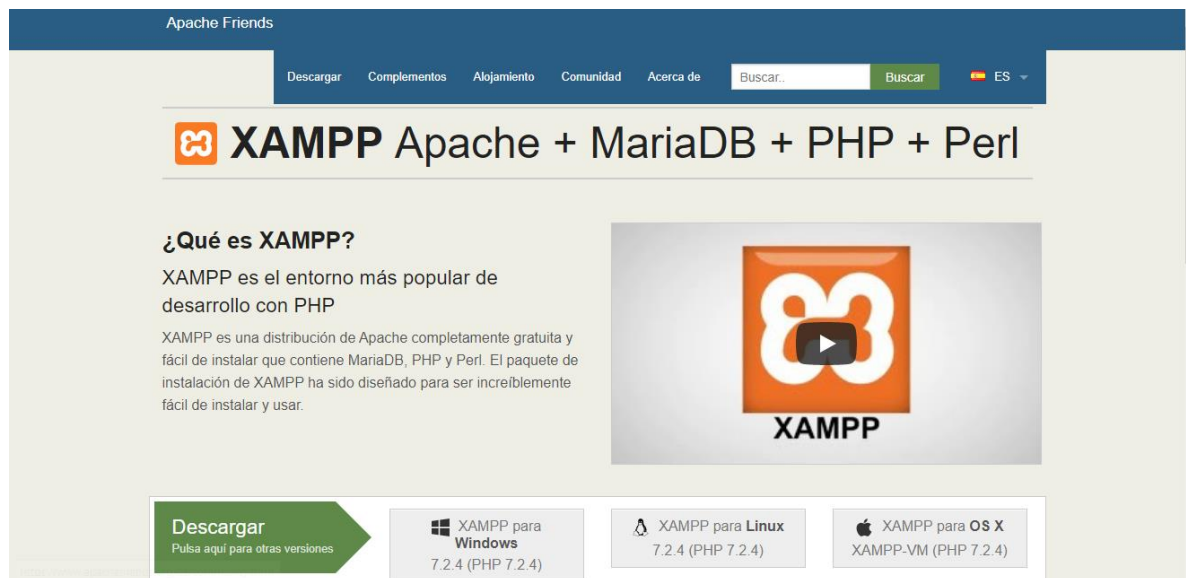 Apache Friends
Descargar Complementos Alojamiento Comunidad Acerca de Buscar.. Buscar ES
XAMPP Apache + MariaDB + PHP + Perl
¿Qué es XAMPP?
XAMPP es el entorno más popular de
desarrollo con PHP
XAMPP es una distribución de Apache completamente gratuita y
fácil de instalar que contiene MariaDB, PHP y Perl. El paquete de
instalación de XAMPP ha sido diseñado para ser increíblemente
fácil de instalar y usar.
XAMPP
Descargar
Pulsa aquí para otras versiones
XAMPP para
Windows
7.2.4 (PHP 7.2.4)
XAMPP para Linux
7.2.4 (PHP 7.2.4)
XAMPP para OS X
XAMPP-VM (PHP 7.2.4)